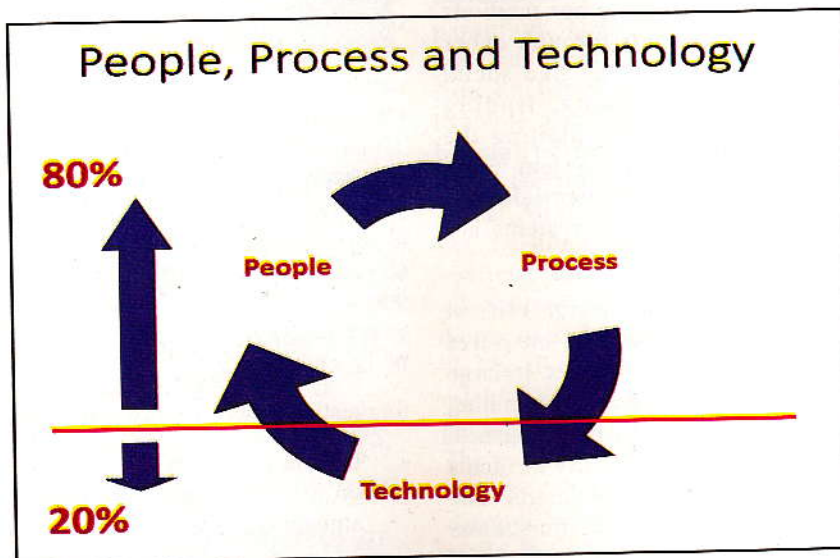 People, Process and Technology
80%
People
Process
Technology
20%